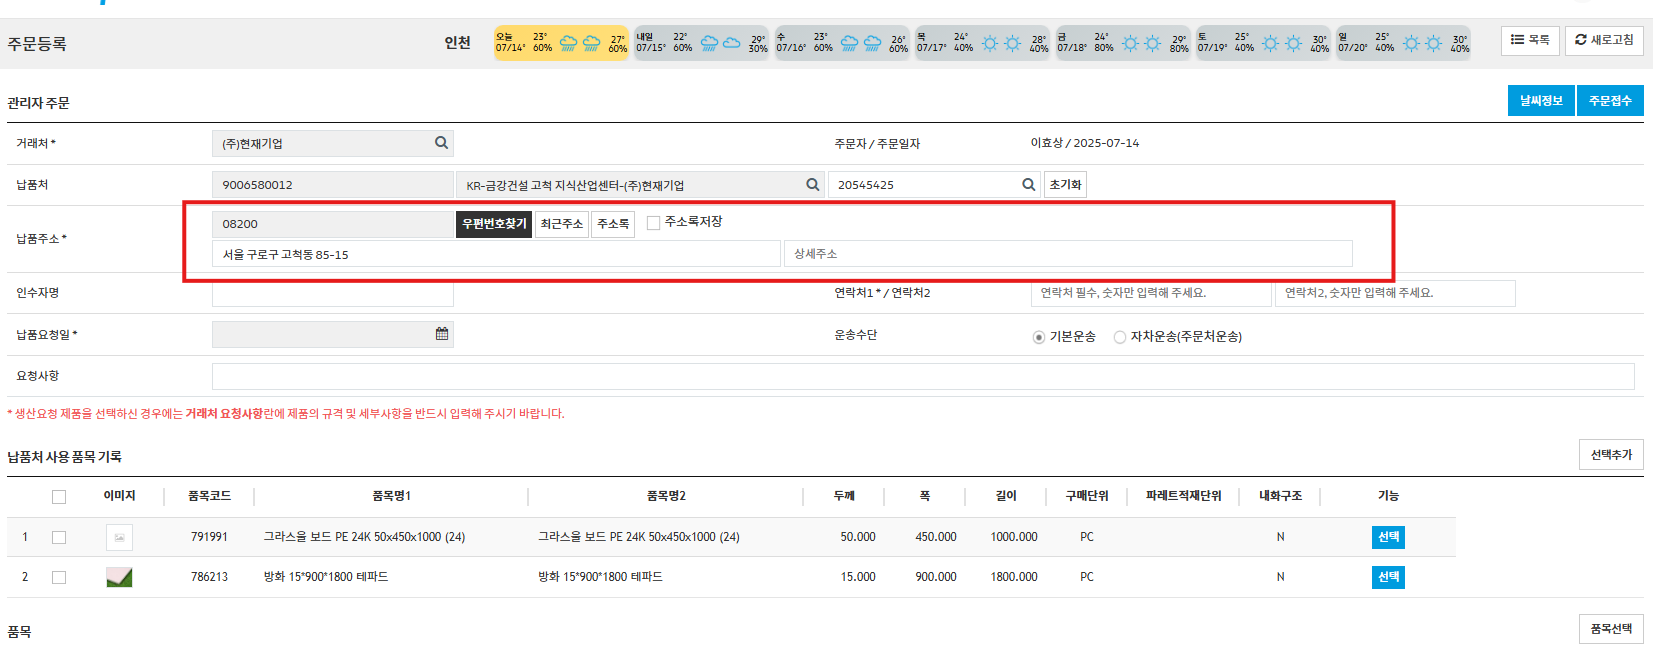 주문등록
인천
오늘 07/14° 23° 60% 27° 60%
내일 07/15° 22° 60% 29° 30%
수 07/16° 23° 60% 26° 60%
목 07/17° 24° 40% 28° 40%
금 07/18° 24° 80% 29° 80%
토 07/19° 25° 40% 30° 40%
일 07/20° 25° 40% 30° 40%
목록 새로고침
관리자 주문
날씨정보 주문접수
거래처 * (주)현재기업 주문자 / 주문일자 이효상 / 2025-07-14
납품처 9006580012 KR-금강건설 고척 지식산업센터-(주)현재기업 20545425 초기화
납품주소 * 08200 우편번호찾기 최근주소 주소록 주소록저장
서울 구로구 고척동 85-15 상세주소
인수자명 연락처1 * / 연락처2 연락처 필수, 숫자만 입력해 주세요. 연락처2, 숫자만 입력해 주세요.
납품요청일 * 운송수단 기본운송 자차운송(주문처운송)
요청사항
* 생산요청 제품을 선택하신 경우에는 거래처 요청사항란에 제품의 규격 및 세부사항을 반드시 입력해 주시기 바랍니다.
납품처 사용 품목 기록 선택추가
이미지 품목코드 품목명1 품목명2 두께 폭 길이 구매단위 파레트적재단위 내화구조 기능
1 791991 그라스울 보드 PE 24K 50x450x1000 (24) 그라스울 보드 PE 24K 50x450x1000 (24) 50.000 450.000 1000.000 PC N 선택
2 786213 방화 15*900*1800 테파드 방화 15*900*1800 테파드 15.000 900.000 1800.000 PC N 선택
품목 품목선택